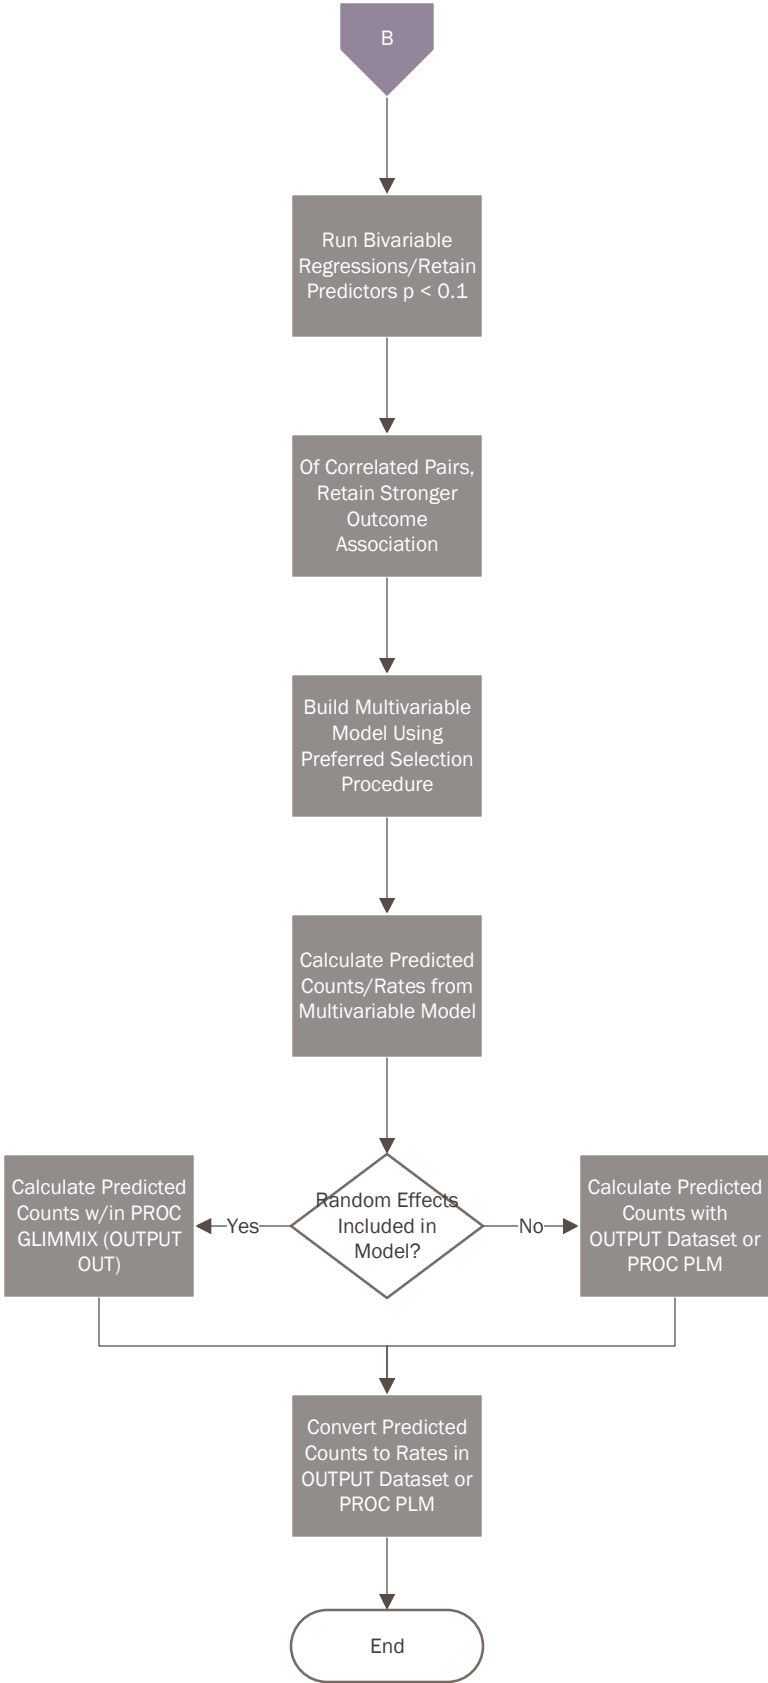 B
Run Bivariable
Regressions/Retain
Predictors p < 0.1
Of Correlated Pairs,
Retain Stronger
Outcome
Association
Build Multivariable
Model Using
Preferred Selection
Procedure
Calculate Predicted
Counts/Rates from
Multivariable Model
Random Effects
Included in
Model?
Yes
Calculate Predicted
Counts w/in PROC
GLIMMIX (OUTPUT
OUT)
No
Calculate Predicted
Counts with
OUTPUT Dataset or
PROC PLM
Convert Predicted
Counts to Rates in
OUTPUT Dataset or
PROC PLM
End